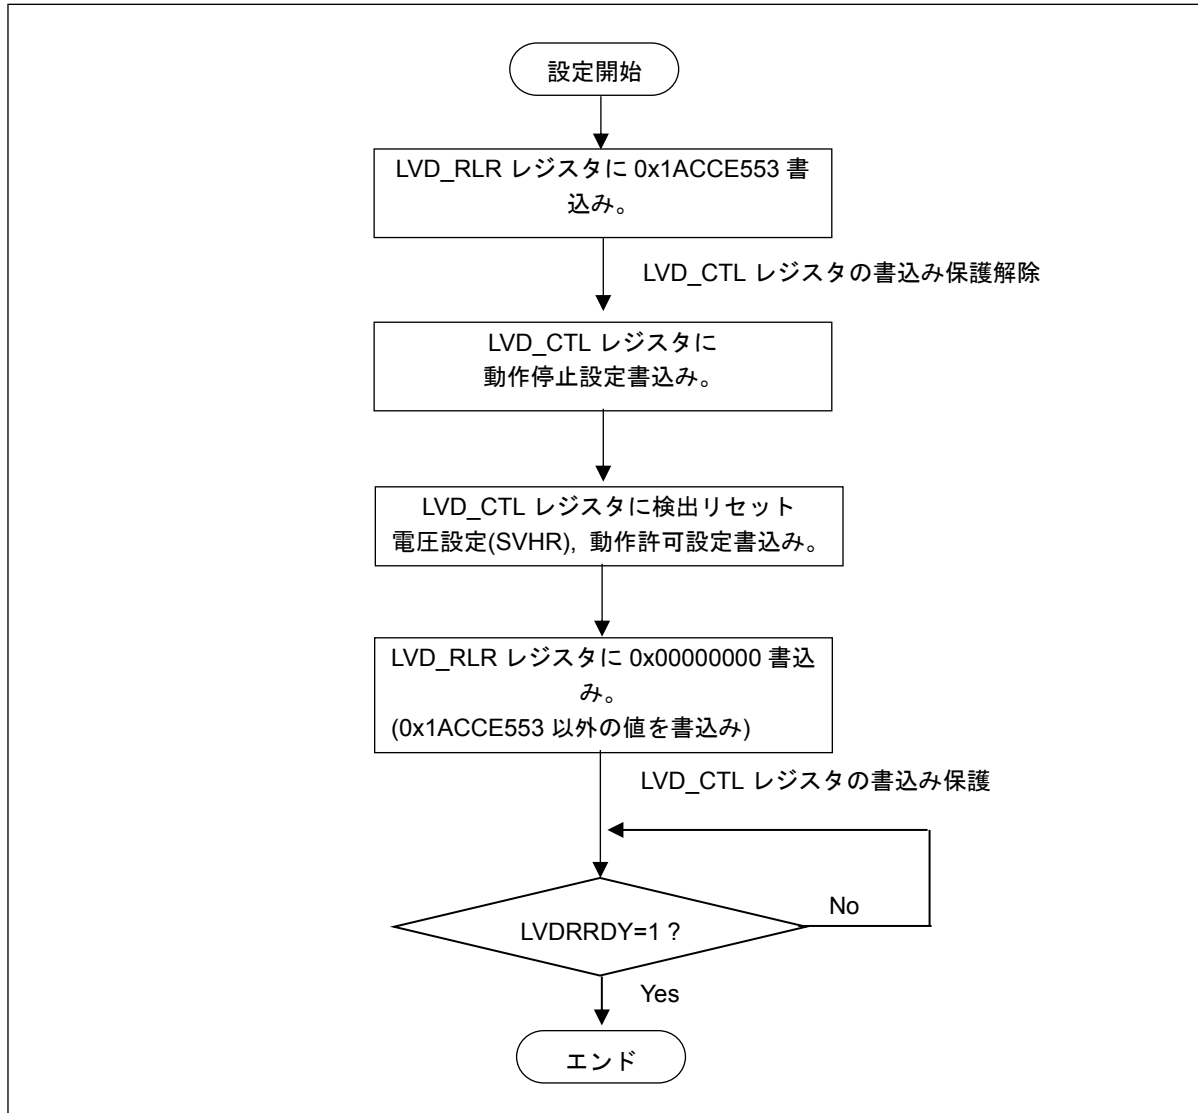 設定開始
LVD_RLR レジスタに 0x1ACCE553 書
込み。
LVD_CTL レジスタの書込み保護解除
LVD_CTL レジスタに
動作停止設定書込み。
LVD_CTL レジスタに検出リセット
電圧設定(SVHR), 動作許可設定書込み。
LVD_RLR レジスタに 0x00000000 書込
み。
(0x1ACCE553 以外の値を書込み)
LVD_CTL レジスタの書込み保護
No
LVDRRDY=1 ?
Yes
エンド